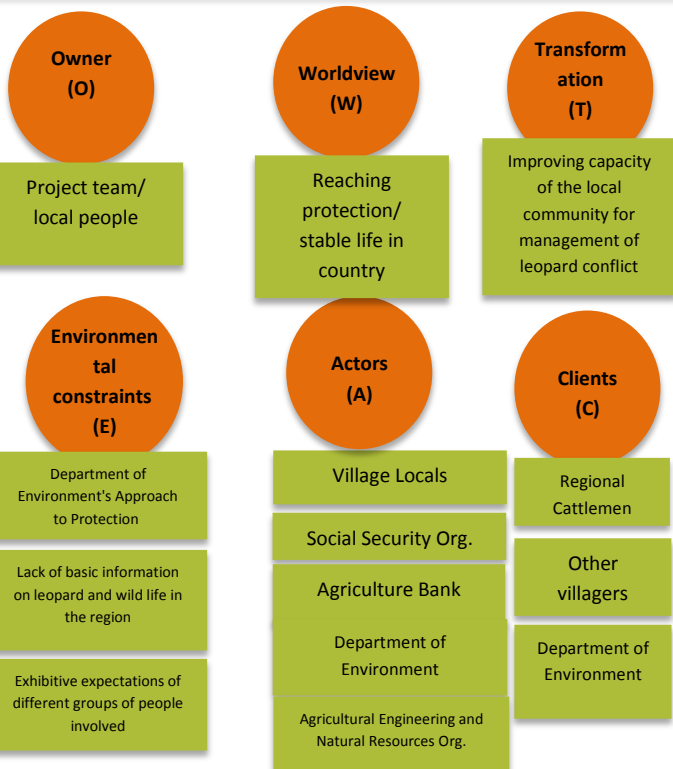 Owner
(O)
Project team/
local people
Worldview
(W)
Reaching
protection/
stable life in
country
Transform
ation
(T)
Improving capacity
of the local
community for
management of
leopard conflict
Environmen
tal
constraints
(E)
Department of
Environment's Approach
to Protection
Lack of basic information
on leopard and wild life in
the region
Exhibitive expectations of
different groups of people
involved
Actors
(A)
Village Locals
Social Security Org.
Agriculture Bank
Department of
Environment
Agricultural Engineering and
Natural Resources Org.
Clients
(C)
Regional
Cattlemen
Other
villagers
Department of
Environment